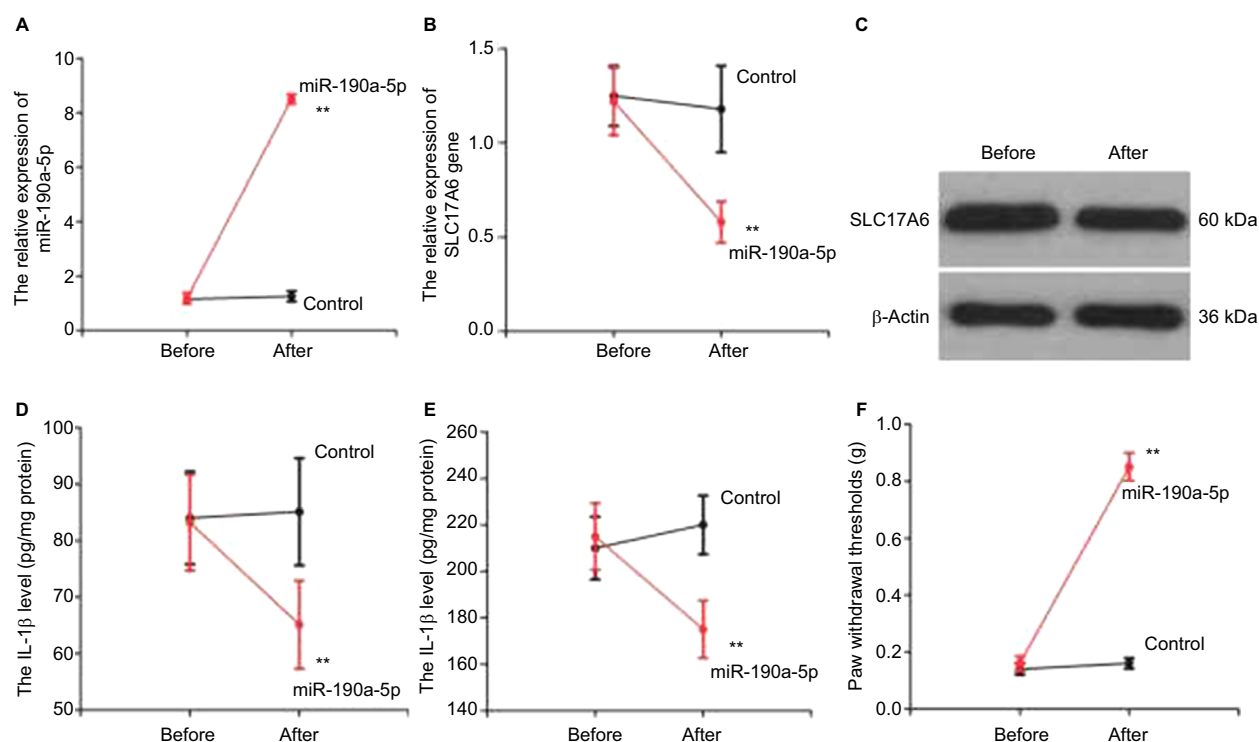 A
The relative expression of
miR-190a-5p
10
8
6
4
2
0
miR-190a-5p
**
Control
Before
After
B
The relative expression of
SLC17A6 gene
1.5
1.0
0.5
0.0
Control
**
miR-190a-5p
Before
After
C
Before
After
SLC17A6
60 kDa
β-Actin
36 kDa
D
The IL-1β level (pg/mg protein)
100
90
80
70
60
50
Control
**
miR-190a-5p
Before
After
E
The IL-1β level (pg/mg protein)
260
240
220
200
180
160
140
Control
**
miR-190a-5p
Before
After
F
Paw withdrawal thresholds (g)
1.0
0.8
0.6
0.4
0.2
0.0
**
miR-190a-5p
Control
Before
After